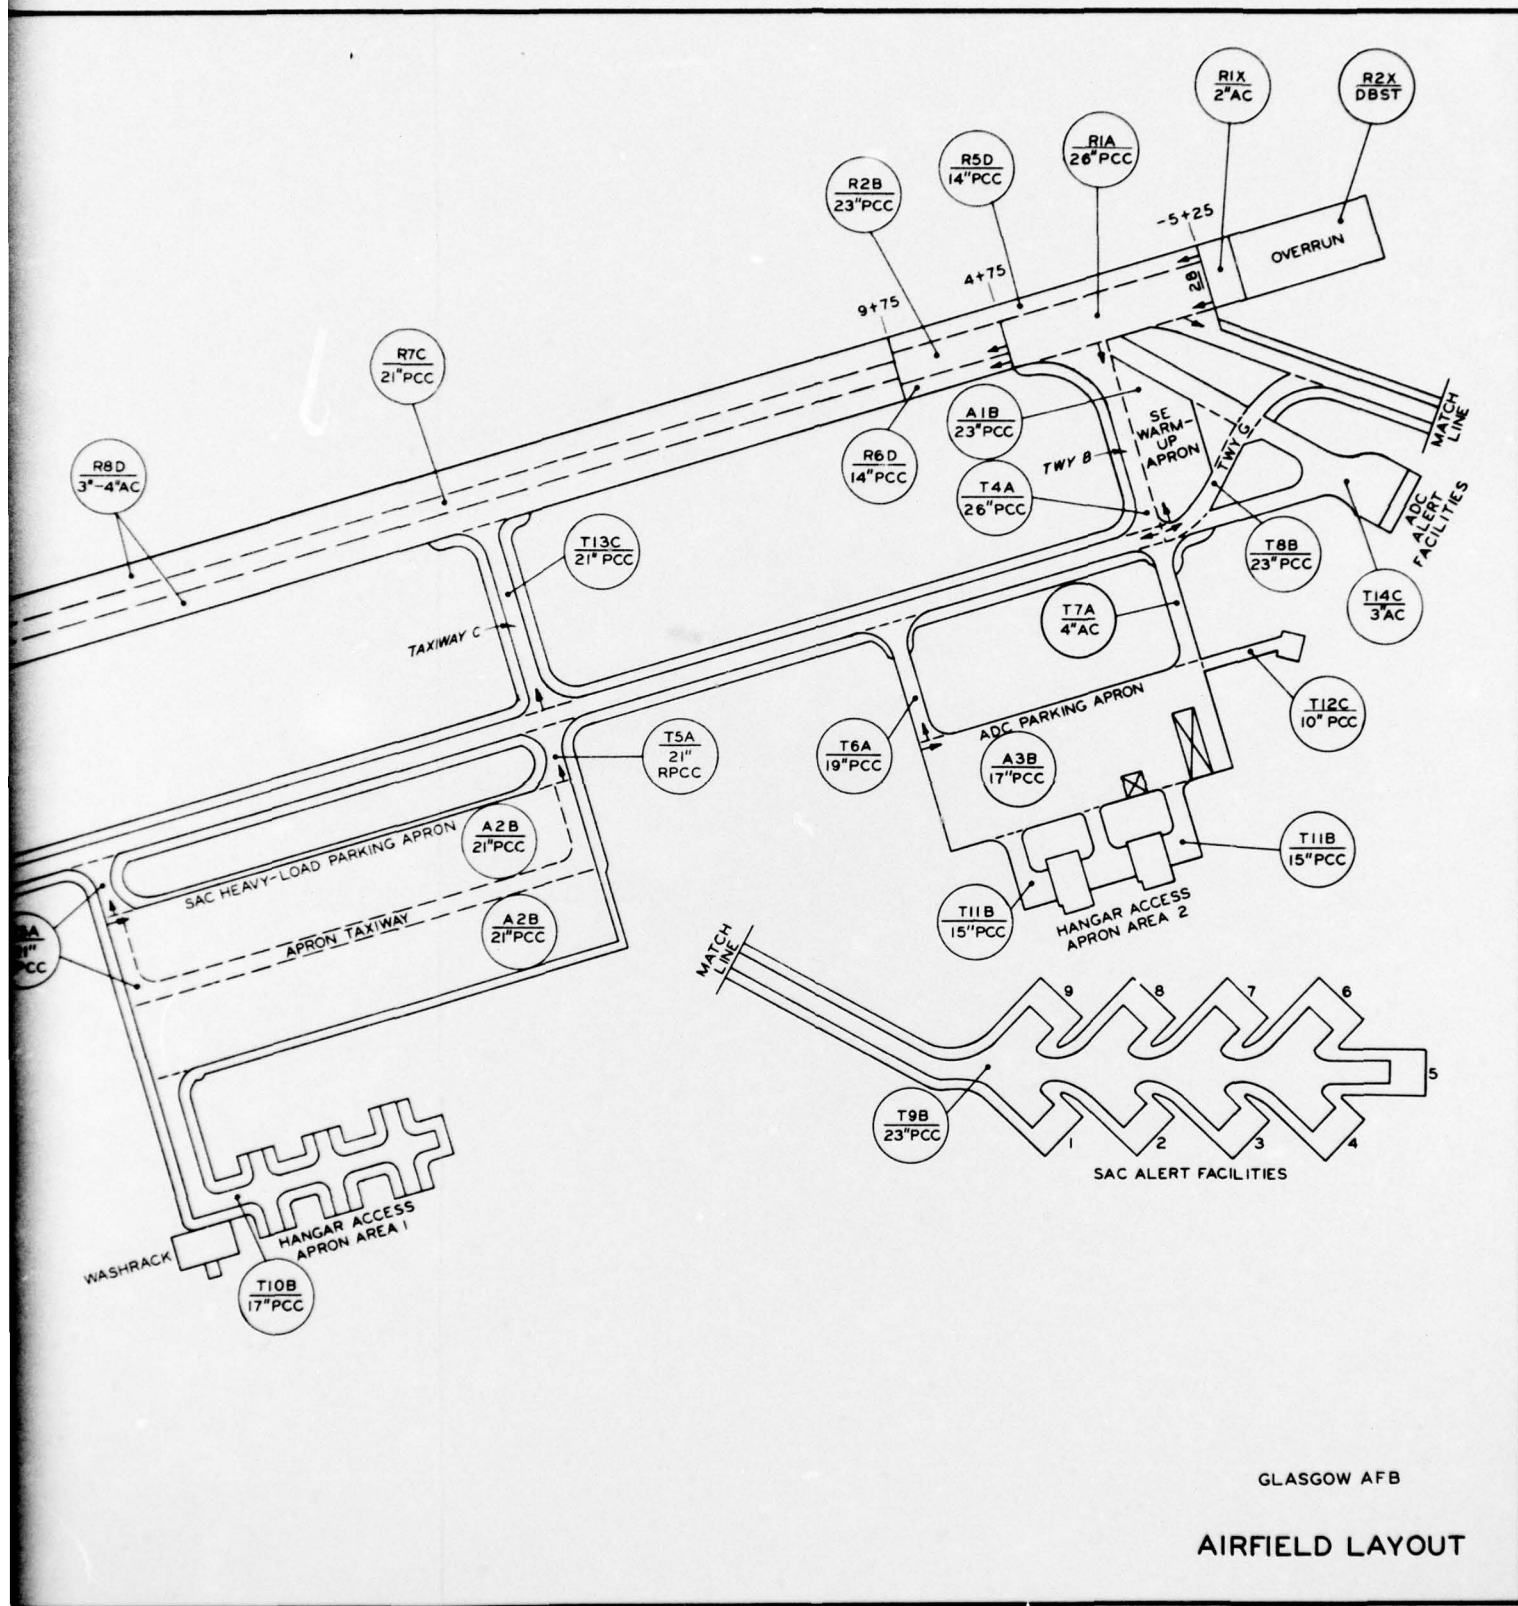 R1X
2"AC
R2X
DBST
R1A
26"PCC
R5D
14"PCC
R2B
23"PCC
-5+25
4+75
9+75
OVERRUN
28
R7C
21"PCC
R8D
3"-4"AC
A1B
23"PCC
R6D
14"PCC
T4A
26"PCC
TWY B
SE
WARM-
UP
APRON
TWY G
MATCH
LINE
ADC
ALERT
FACILITIES
T13C
21" PCC
T8B
23"PCC
T14C
3"AC
T7A
4"AC
TAXIWAY C
T12C
10" PCC
ADC PARKING APRON
T5A
21"
RPCC
T6A
19"PCC
A3B
17"PCC
A2B
21"PCC
SAC HEAVY-LOAD PARKING APRON
T11B
15"PCC
A2B
21"PCC
APRON TAXIWAY
T11B
15"PCC
HANGAR ACCESS
APRON AREA 2
MATCH
LINE
9
8
7
6
5
T9B
23"PCC
1
2
3
4
SAC ALERT FACILITIES
HANGAR ACCESS
APRON AREA 1
WASHRACK
T10B
17"PCC
GLASGOW AFB
AIRFIELD LAYOUT